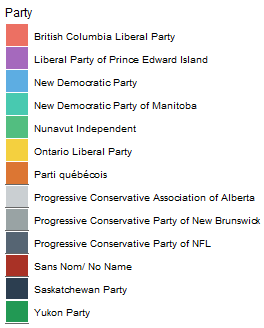 Party
British Columbia Liberal Party
Liberal Party of Prince Edward Island
New Democratic Party
New Democratic Party of Manitoba
Nunavut Independent
Ontario Liberal Party
Parti québécois
Progressive Conservative Association of Alberta
Progressive Conservative Party of New Brunswick
Progressive Conservative Party of NFL
Sans Nom/ No Name
Saskatchewan Party
Yukon Party